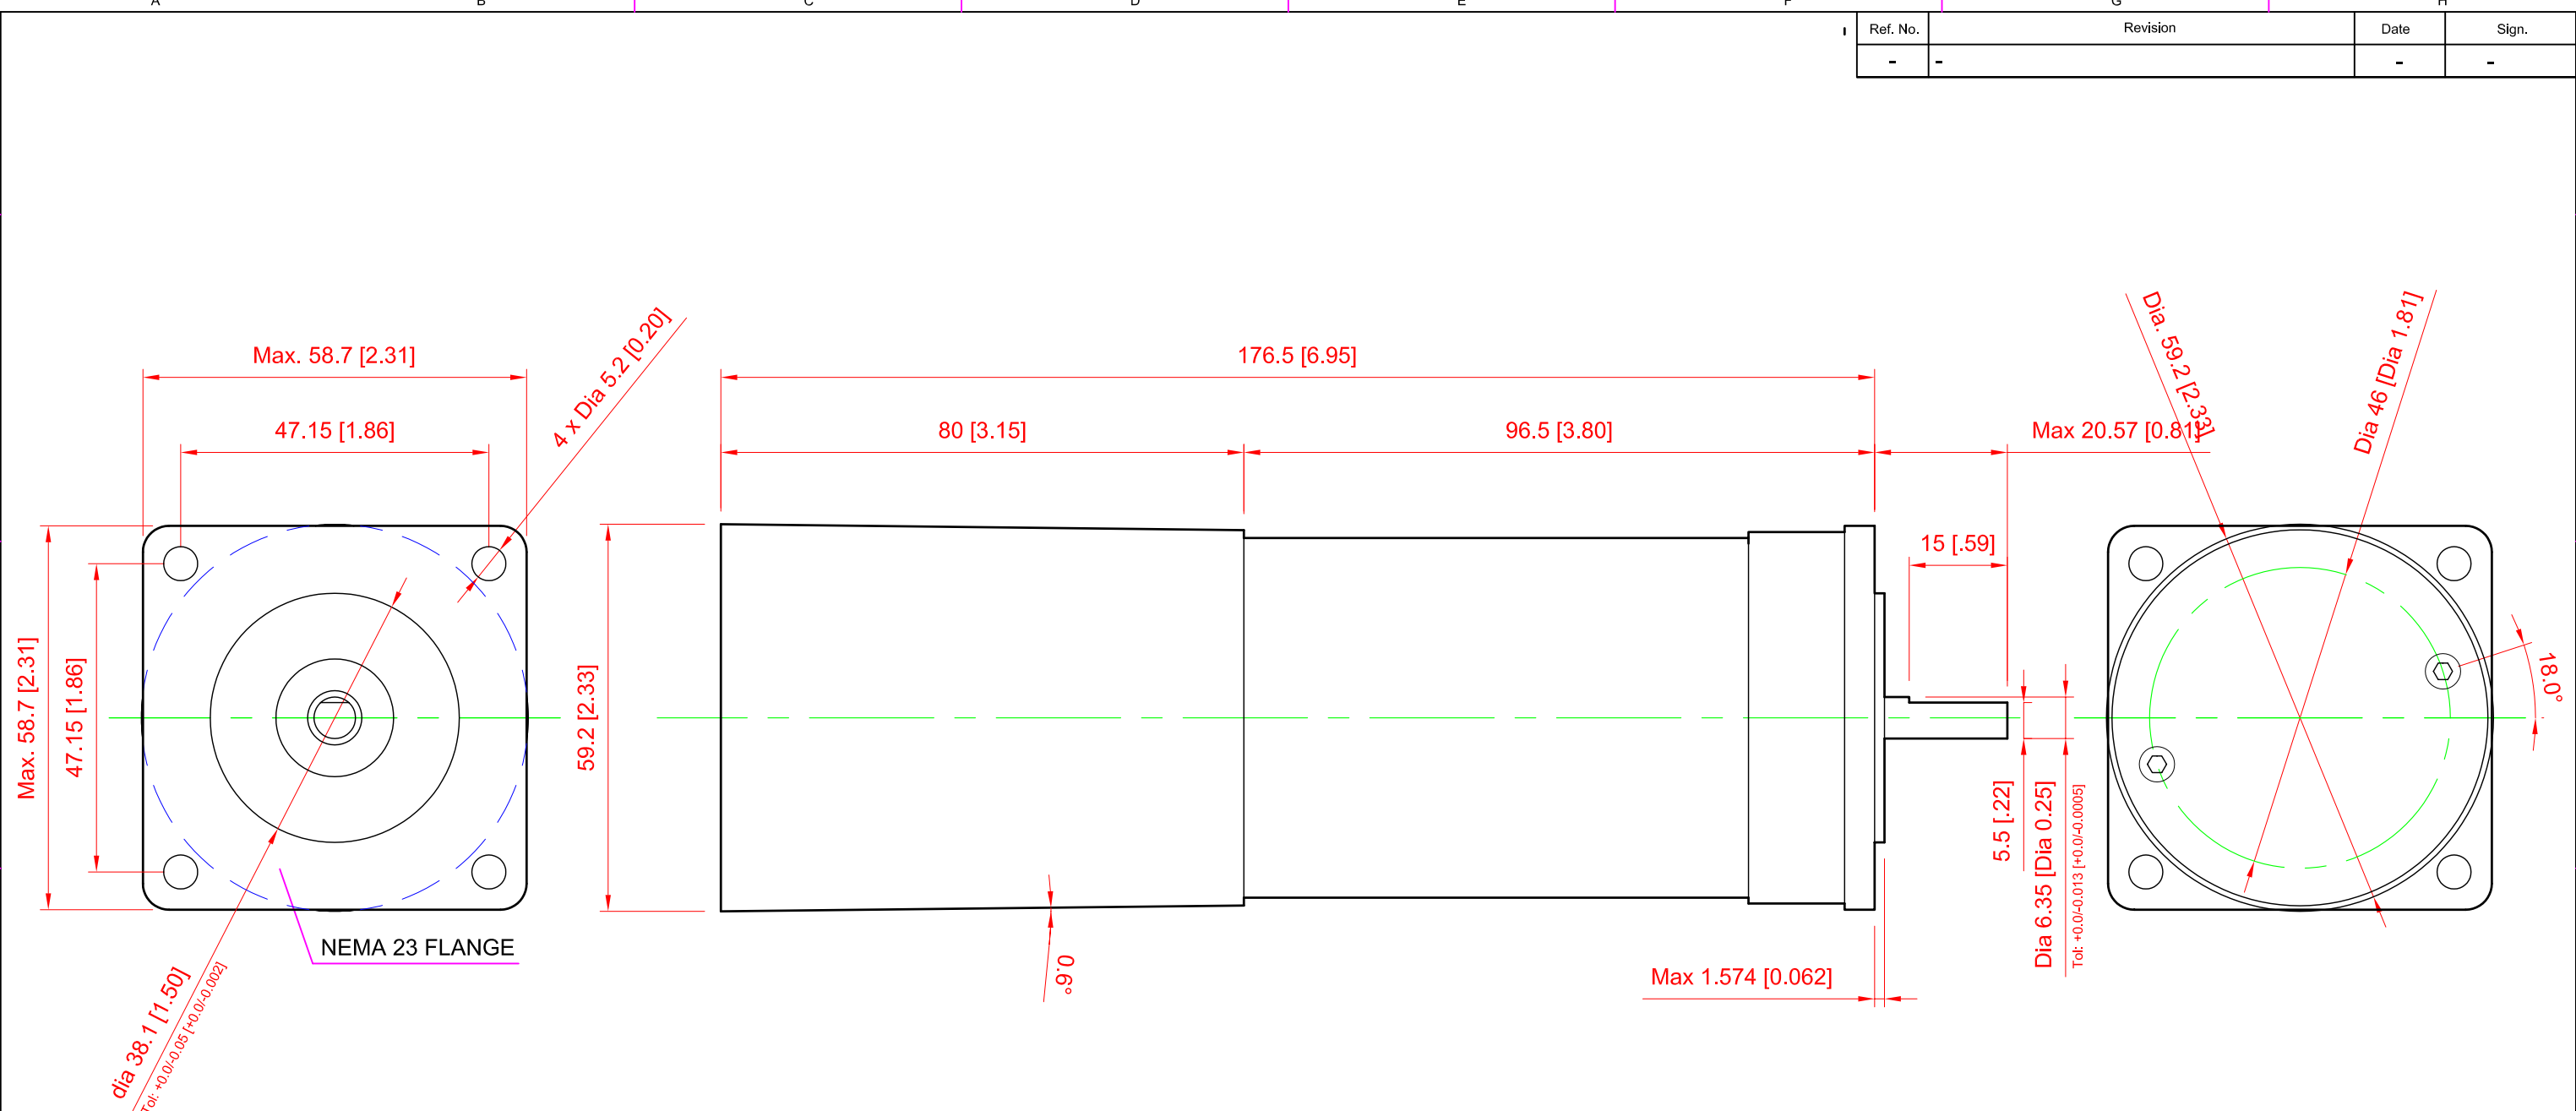 A B C D E F G H
Ref. No. Revision Date Sign.
- - - -
Max. 58.7 [2.31]
47.15 [1.86]
4 x Dia 5.2 [0.20]
Max. 58.7 [2.31]
47.15 [1.86]
NEMA 23 FLANGE
dia 38.1 [1.50]
Tol: +0.0/-0.05 [+0.0/-0.002]
176.5 [6.95]
80 [3.15]
96.5 [3.80]
Max 20.57 [0.81]
15 [.59]
59.2 [2.33]
0.6°
Max 1.574 [0.062]
5.5 [.22]
Dia 6.35 [Dia 0.25]
Tol: +0.0/-0.013 [+0.0/-0.0005]
Dia. 59.2 [2.33]
Dia 46 [Dia 1.81]
18.0°